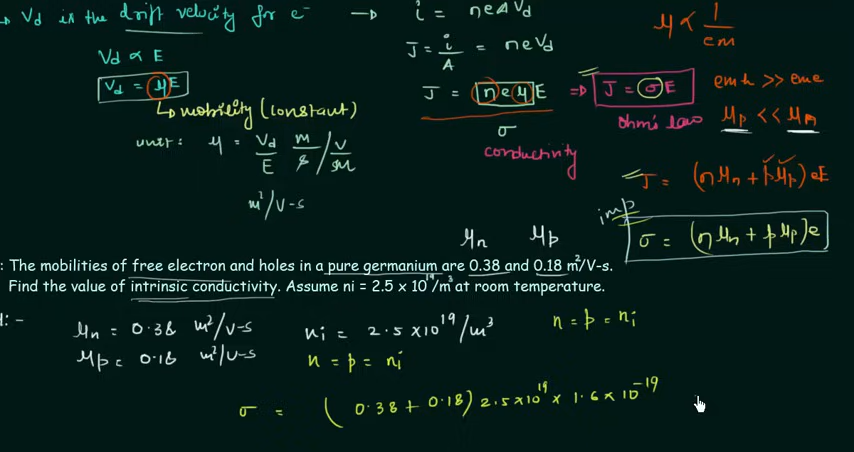 → Vd is the drift velocity for e⁻ →
i = neAVd
Vd ∝ E
J = i/A = neVd
μ ∝ 1/em
Vd = μE
J = neμE ⇒ J = σE
emh >> eme
↳ mobility (constant)
σ
ohm's law
μp << μn
unit: μ = Vd/E m/s / V/m
conductivity
J = (nμn + pμp) eE
m²/V-s
imp
σ = (nμn + pμp) e
μn μp
: The mobilities of free electron and holes in a pure germanium are 0.38 and 0.18 m²/V-s.
Find the value of intrinsic conductivity. Assume ni = 2.5 x 10¹⁹/m³ at room temperature.
:-
μn = 0.38 m²/V-s ni = 2.5×10¹⁹/m³ n = p = ni
μp = 0.18 m²/V-s n = p = ni
σ = (0.38 + 0.18) 2.5×10¹⁹ × 1.6×10⁻¹⁹